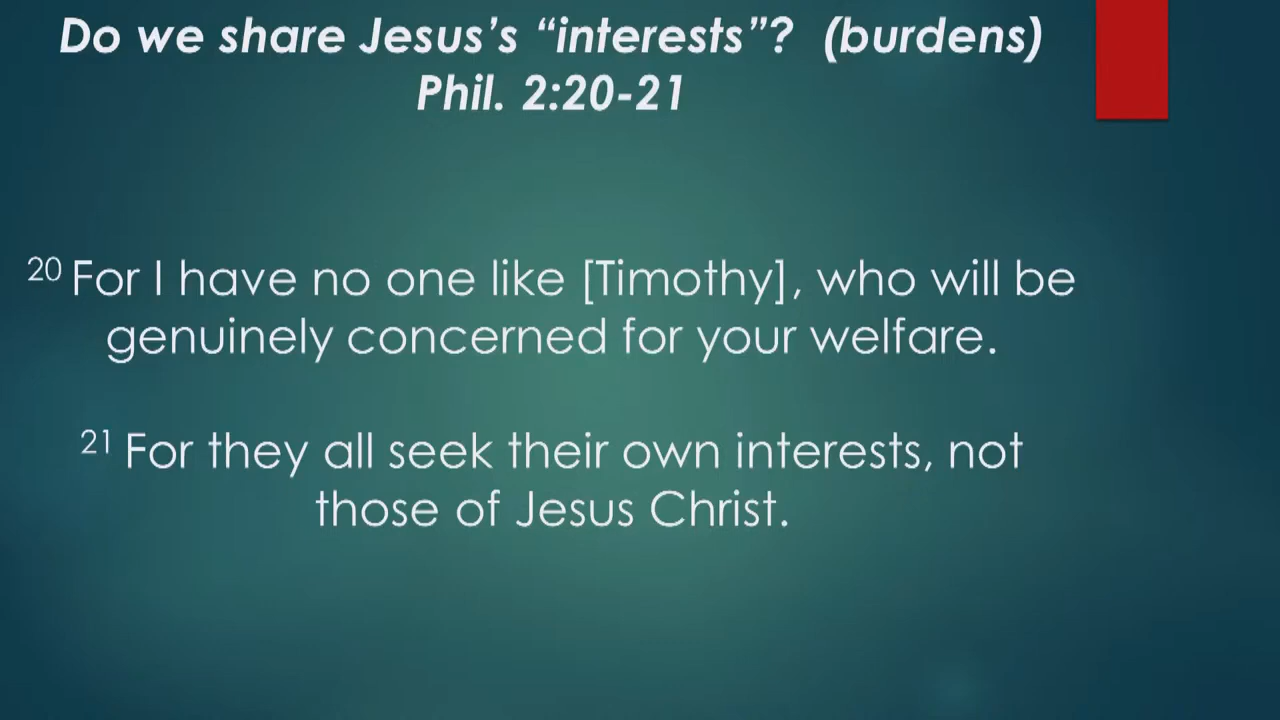 Do we share Jesus’s “interests”? (burdens)
Phil. 2:20-21
20 For I have no one like [Timothy], who will be
genuinely concerned for your welfare.
21 For they all seek their own interests, not
those of Jesus Christ.